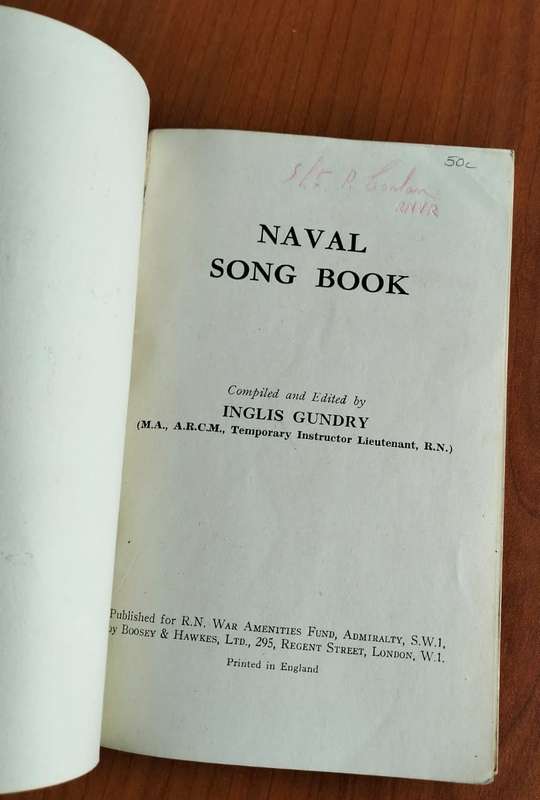 50c
NAVAL
SONG BOOK
Compiled and Edited by
INGLIS GUNDRY
(M.A., A.R.C.M., Temporary Instructor Lieutenant, R.N.)
Published for R.N. WAR AMENITIES FUND, ADMIRALTY, S.W.1,
by BOOSEY & HAWKES, LTD., 295, REGENT STREET, LONDON, W.1.
Printed in England